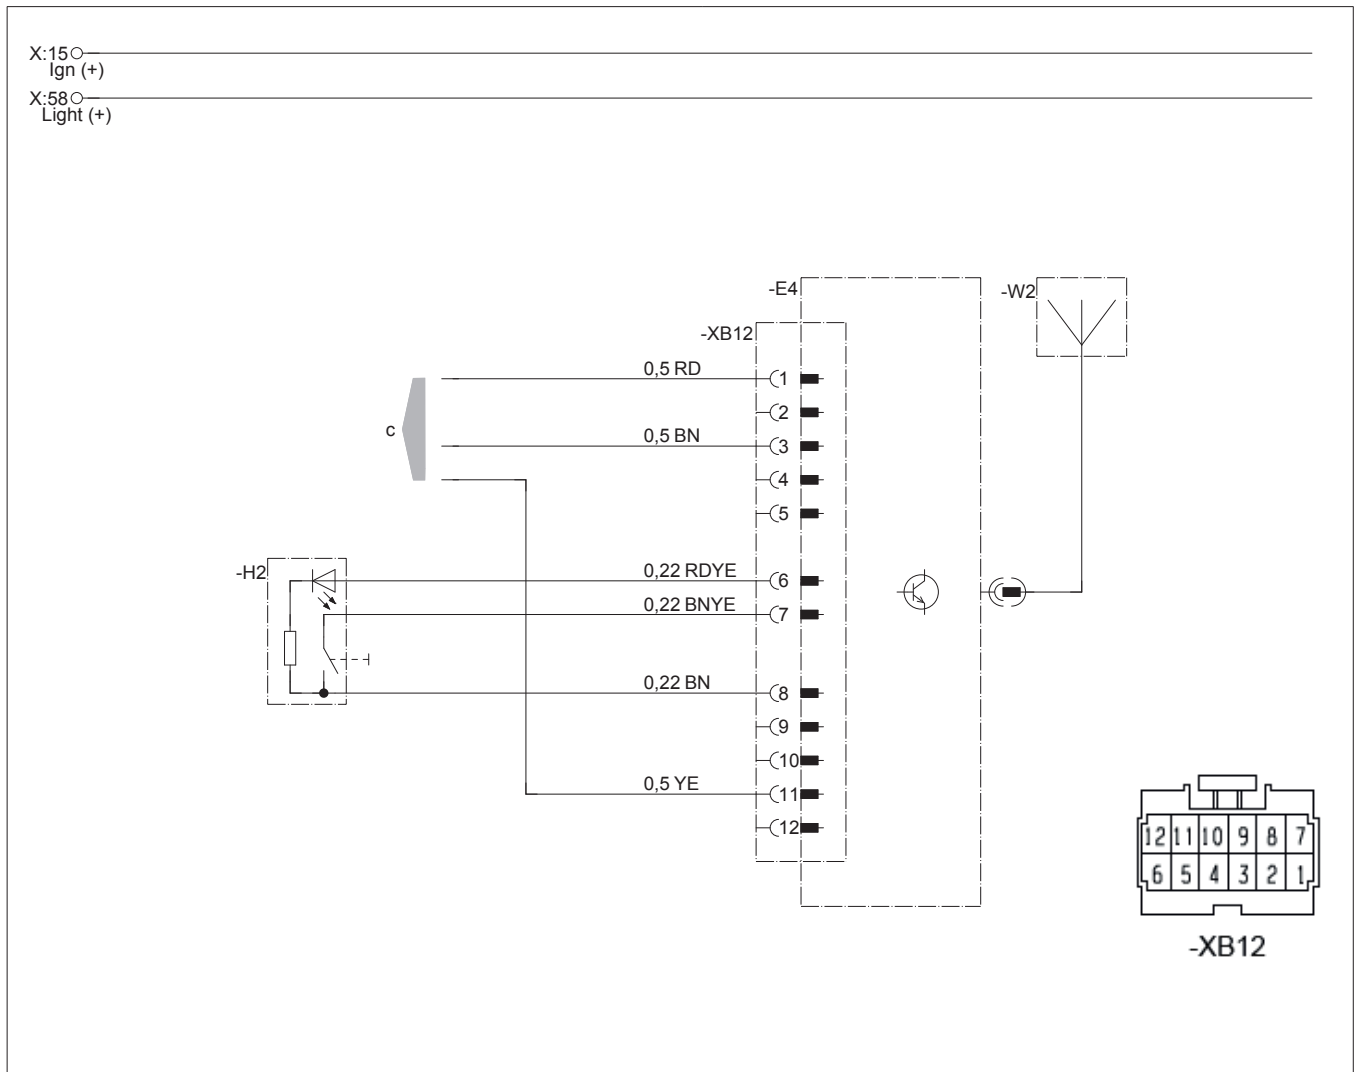 X:15
Ign (+)
X:58
Light (+)
-E4
-W2
-XB12
0,5 RD
1
2
c
0,5 BN
3
4
5
-H2
0,22 RDYE
6
0,22 BNYE
7
0,22 BN
8
9
10
0,5 YE
11
12
12 11 10 9 8 7
6 5 4 3 2 1
-XB12